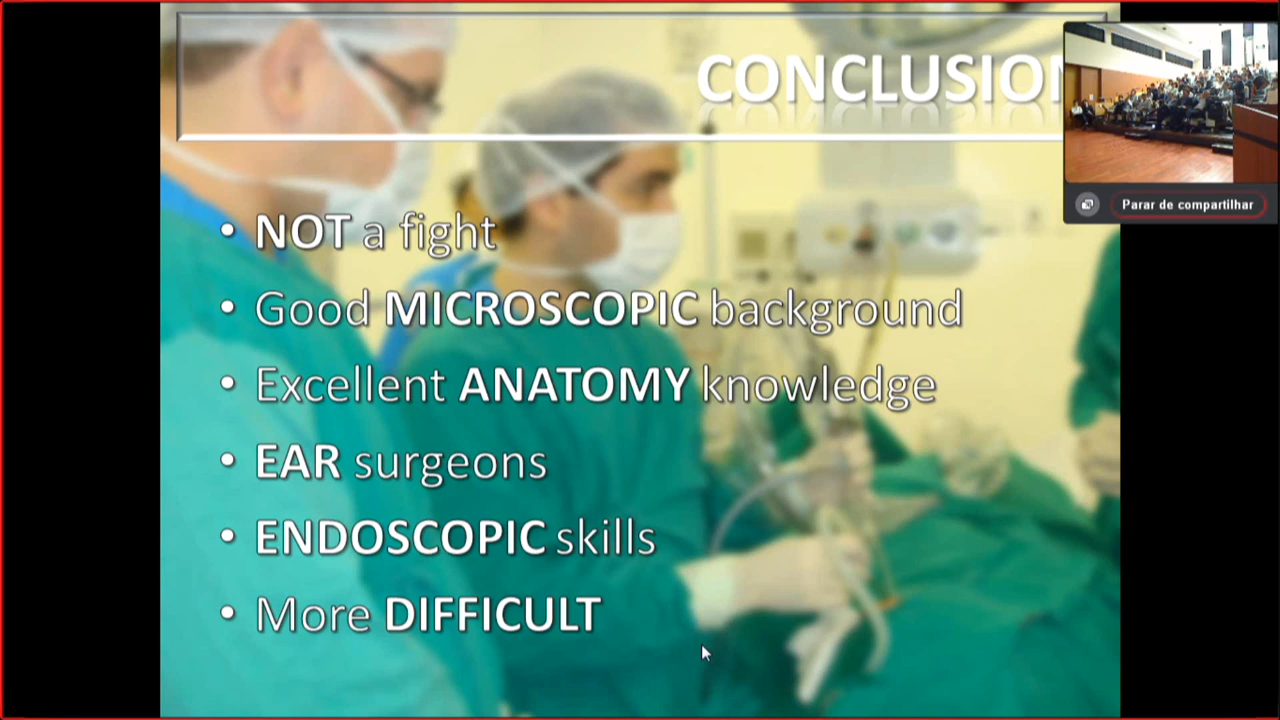 CONCLUSION
Parar de compartilhar
• NOT a fight
• Good MICROSCOPIC background
• Excellent ANATOMY knowledge
• EAR surgeons
• ENDOSCOPIC skills
• More DIFFICULT